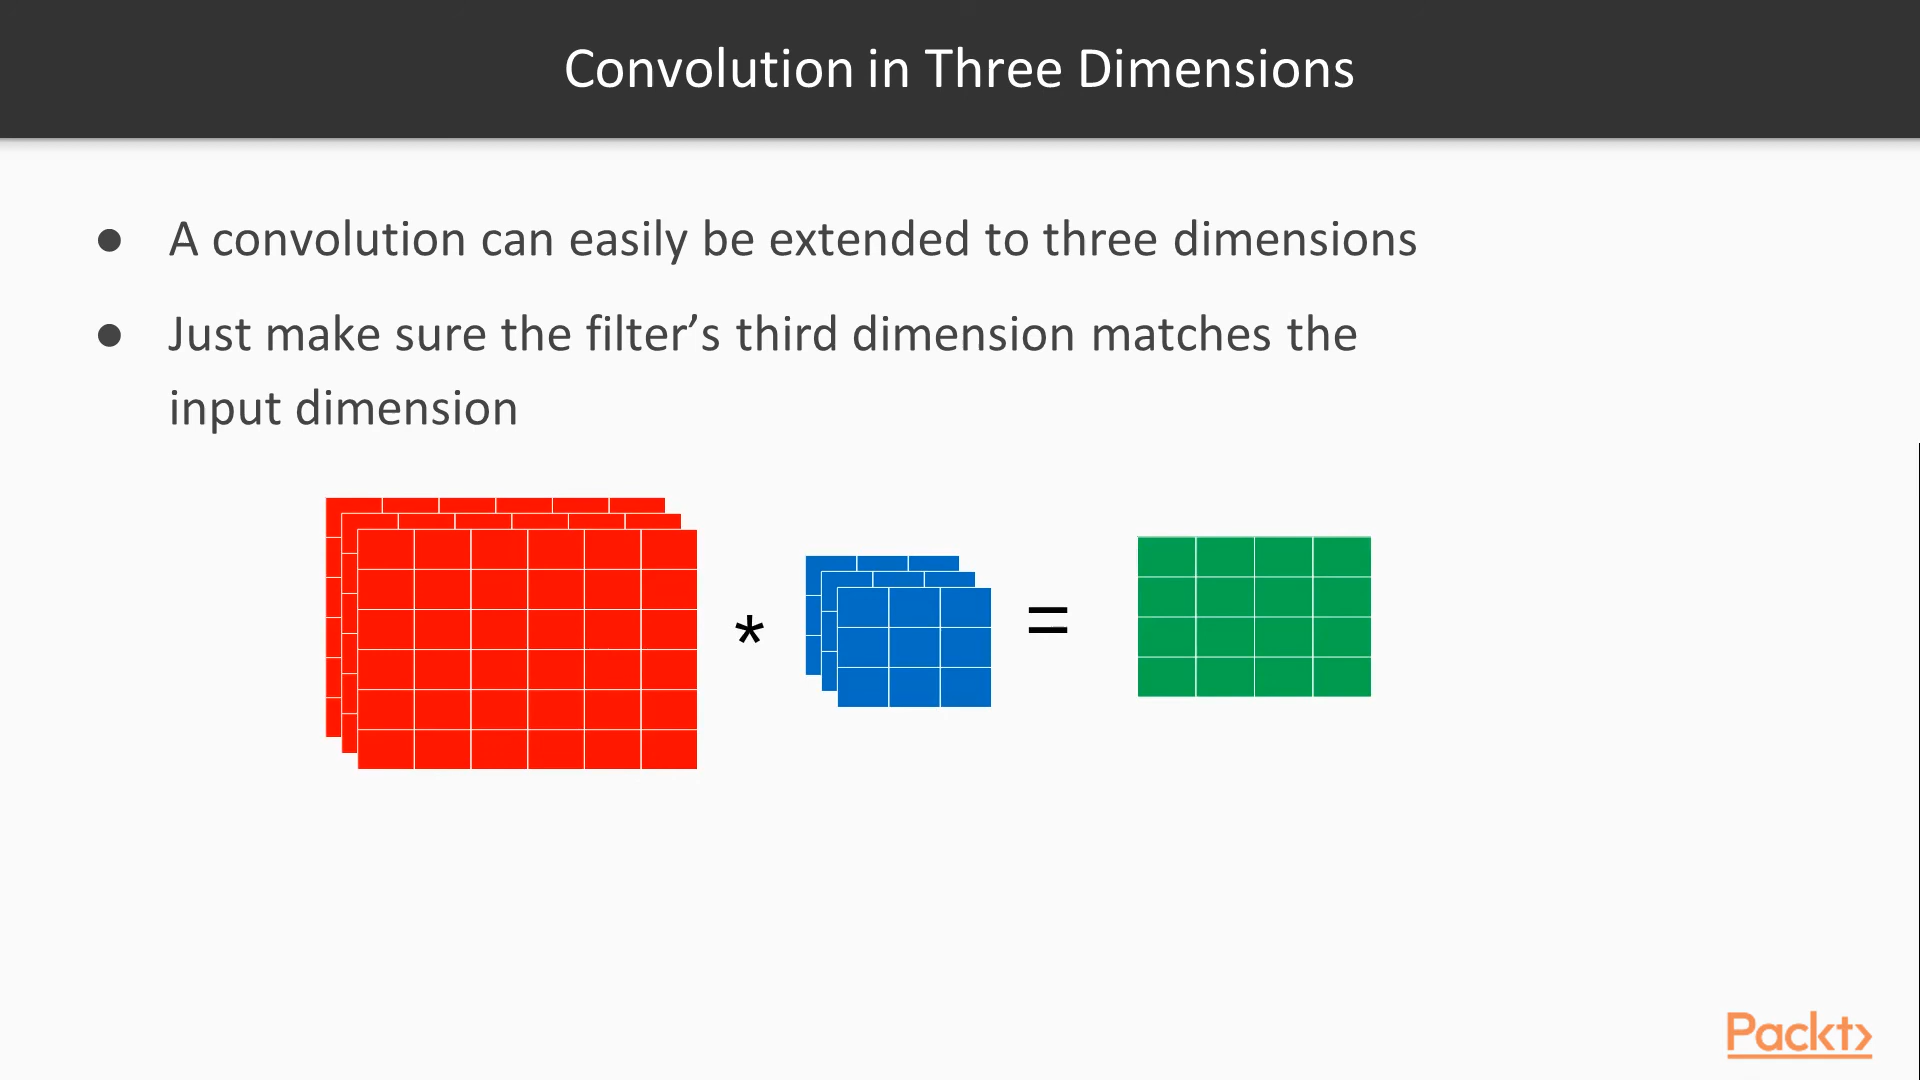 Convolution in Three Dimensions
● A convolution can easily be extended to three dimensions
● Just make sure the filter’s third dimension matches the
input dimension
* =
Packt>